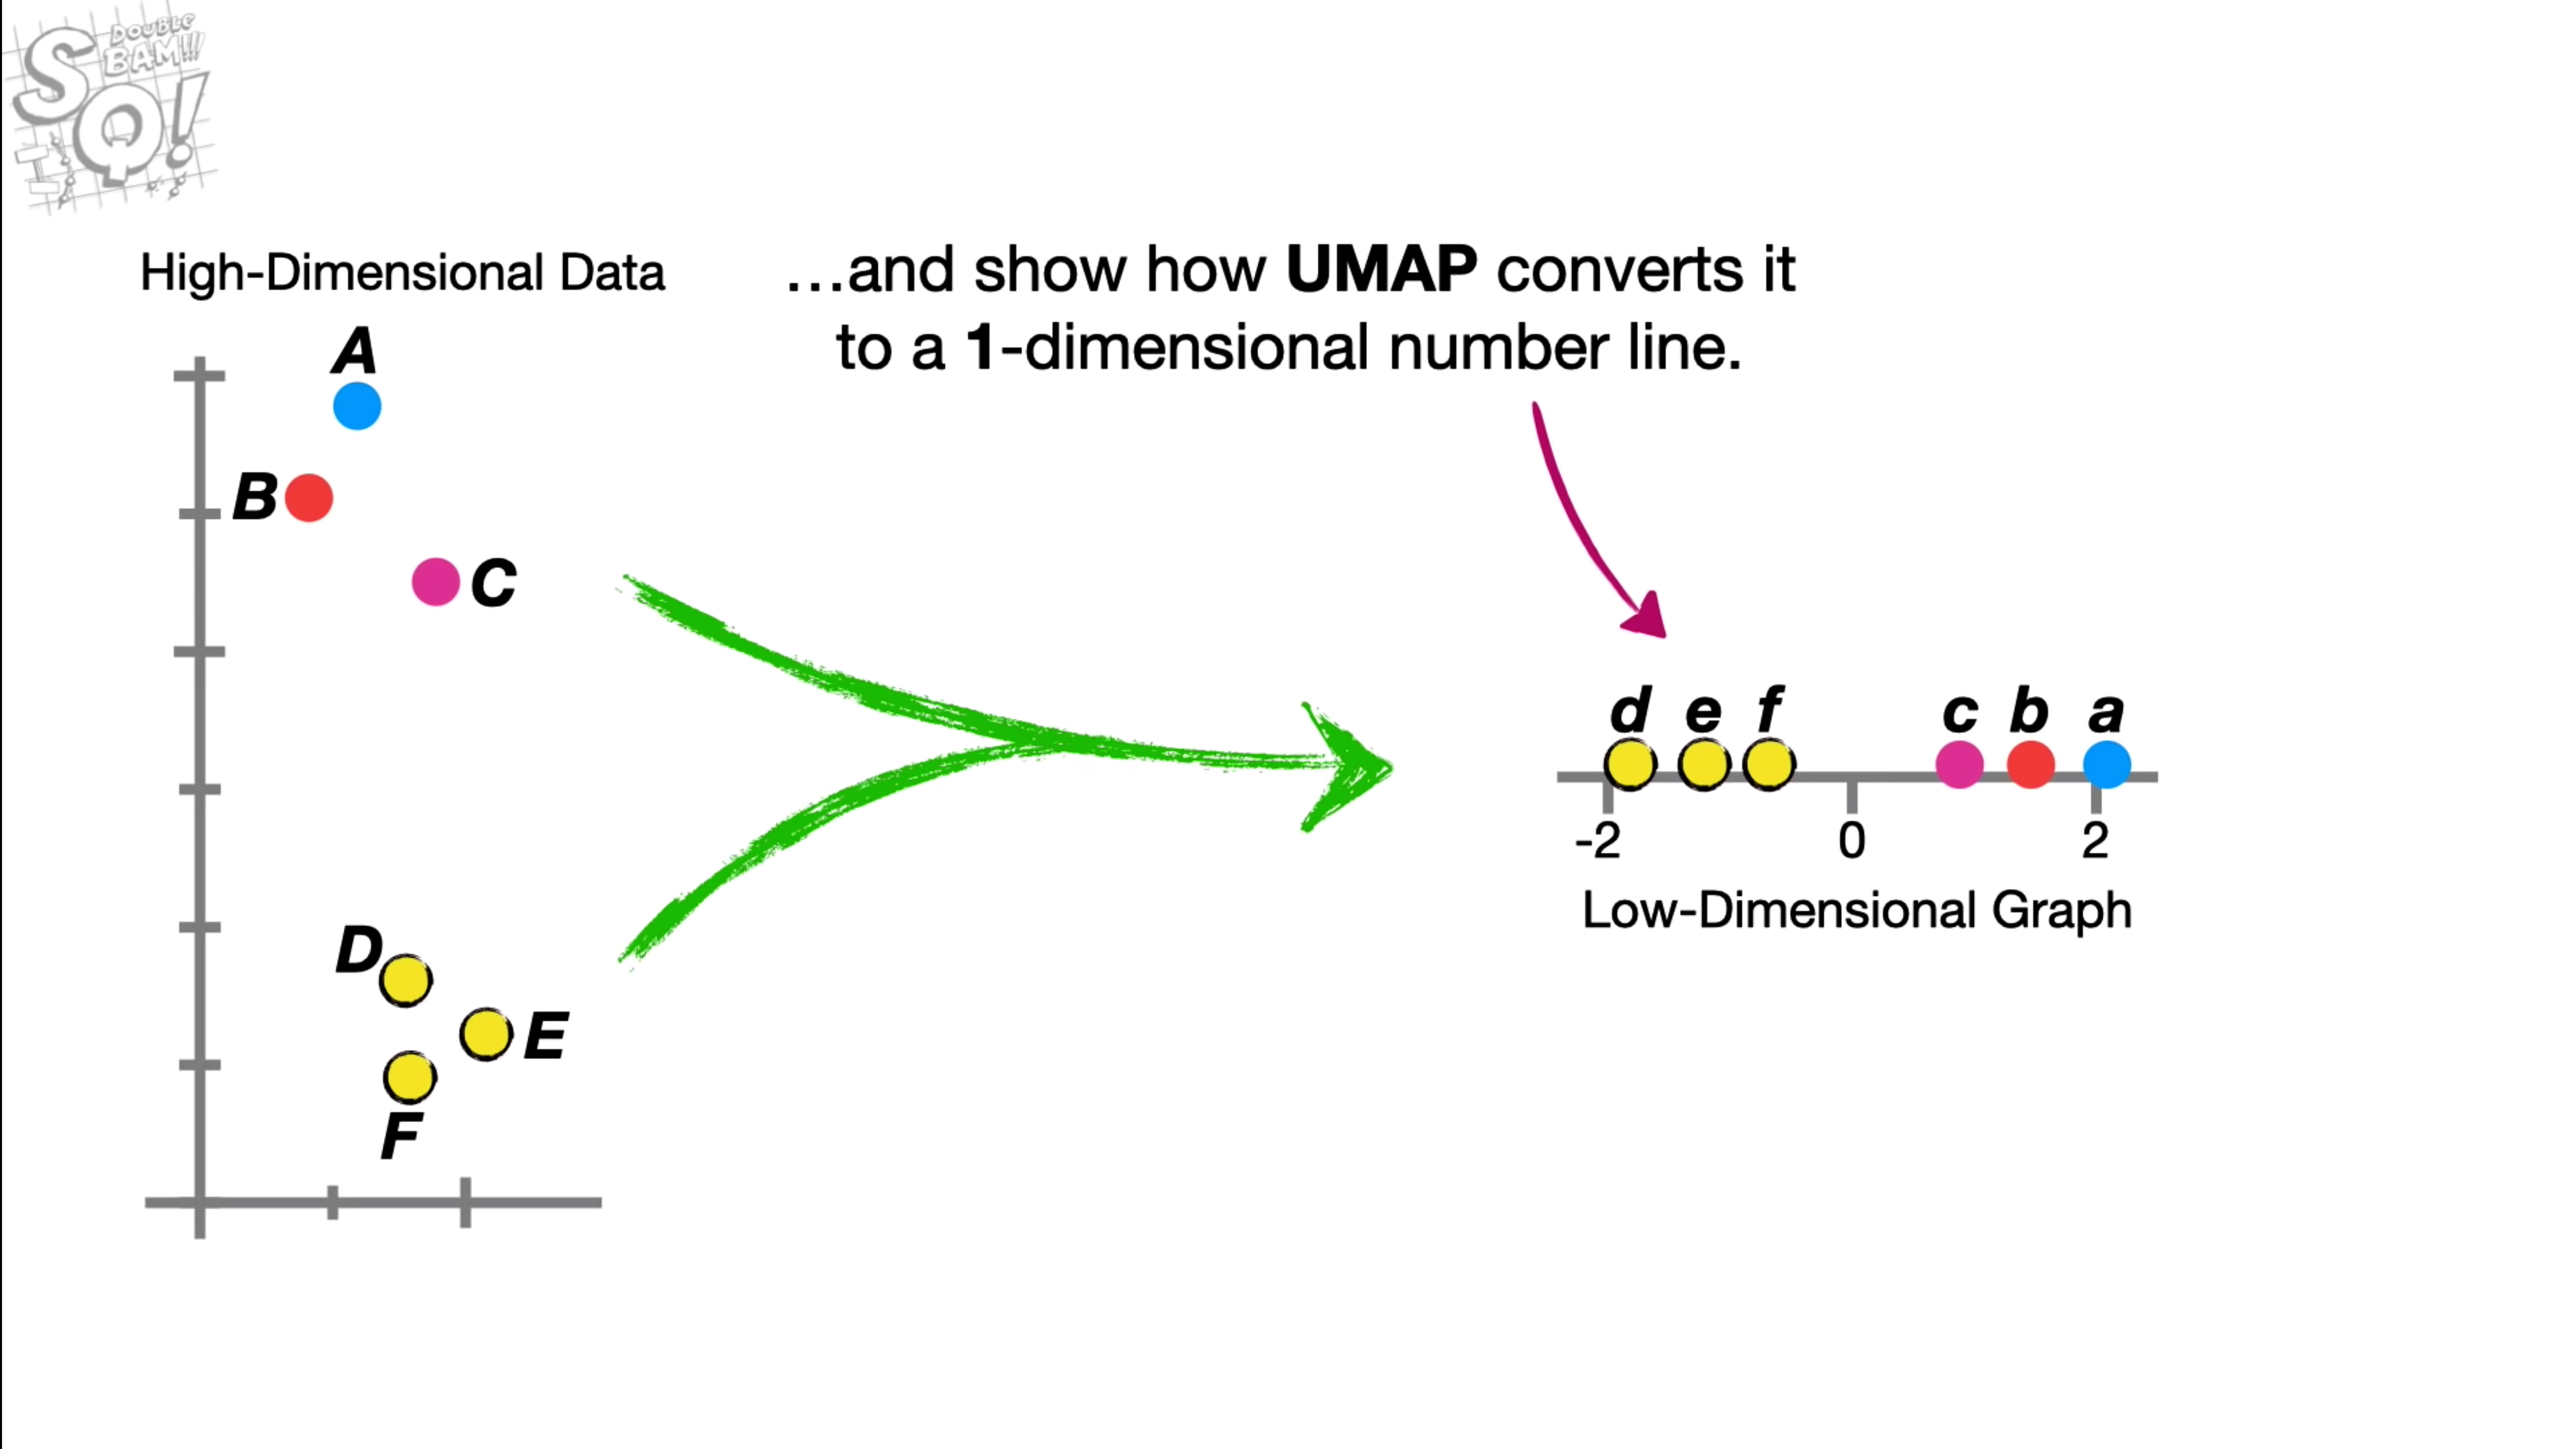 DOUBLE
BAM!!!
SQ!
High-Dimensional Data
...and show how UMAP converts it
to a 1-dimensional number line.
A
B
C
D
E
F
d e f c b a
-2 0 2
Low-Dimensional Graph